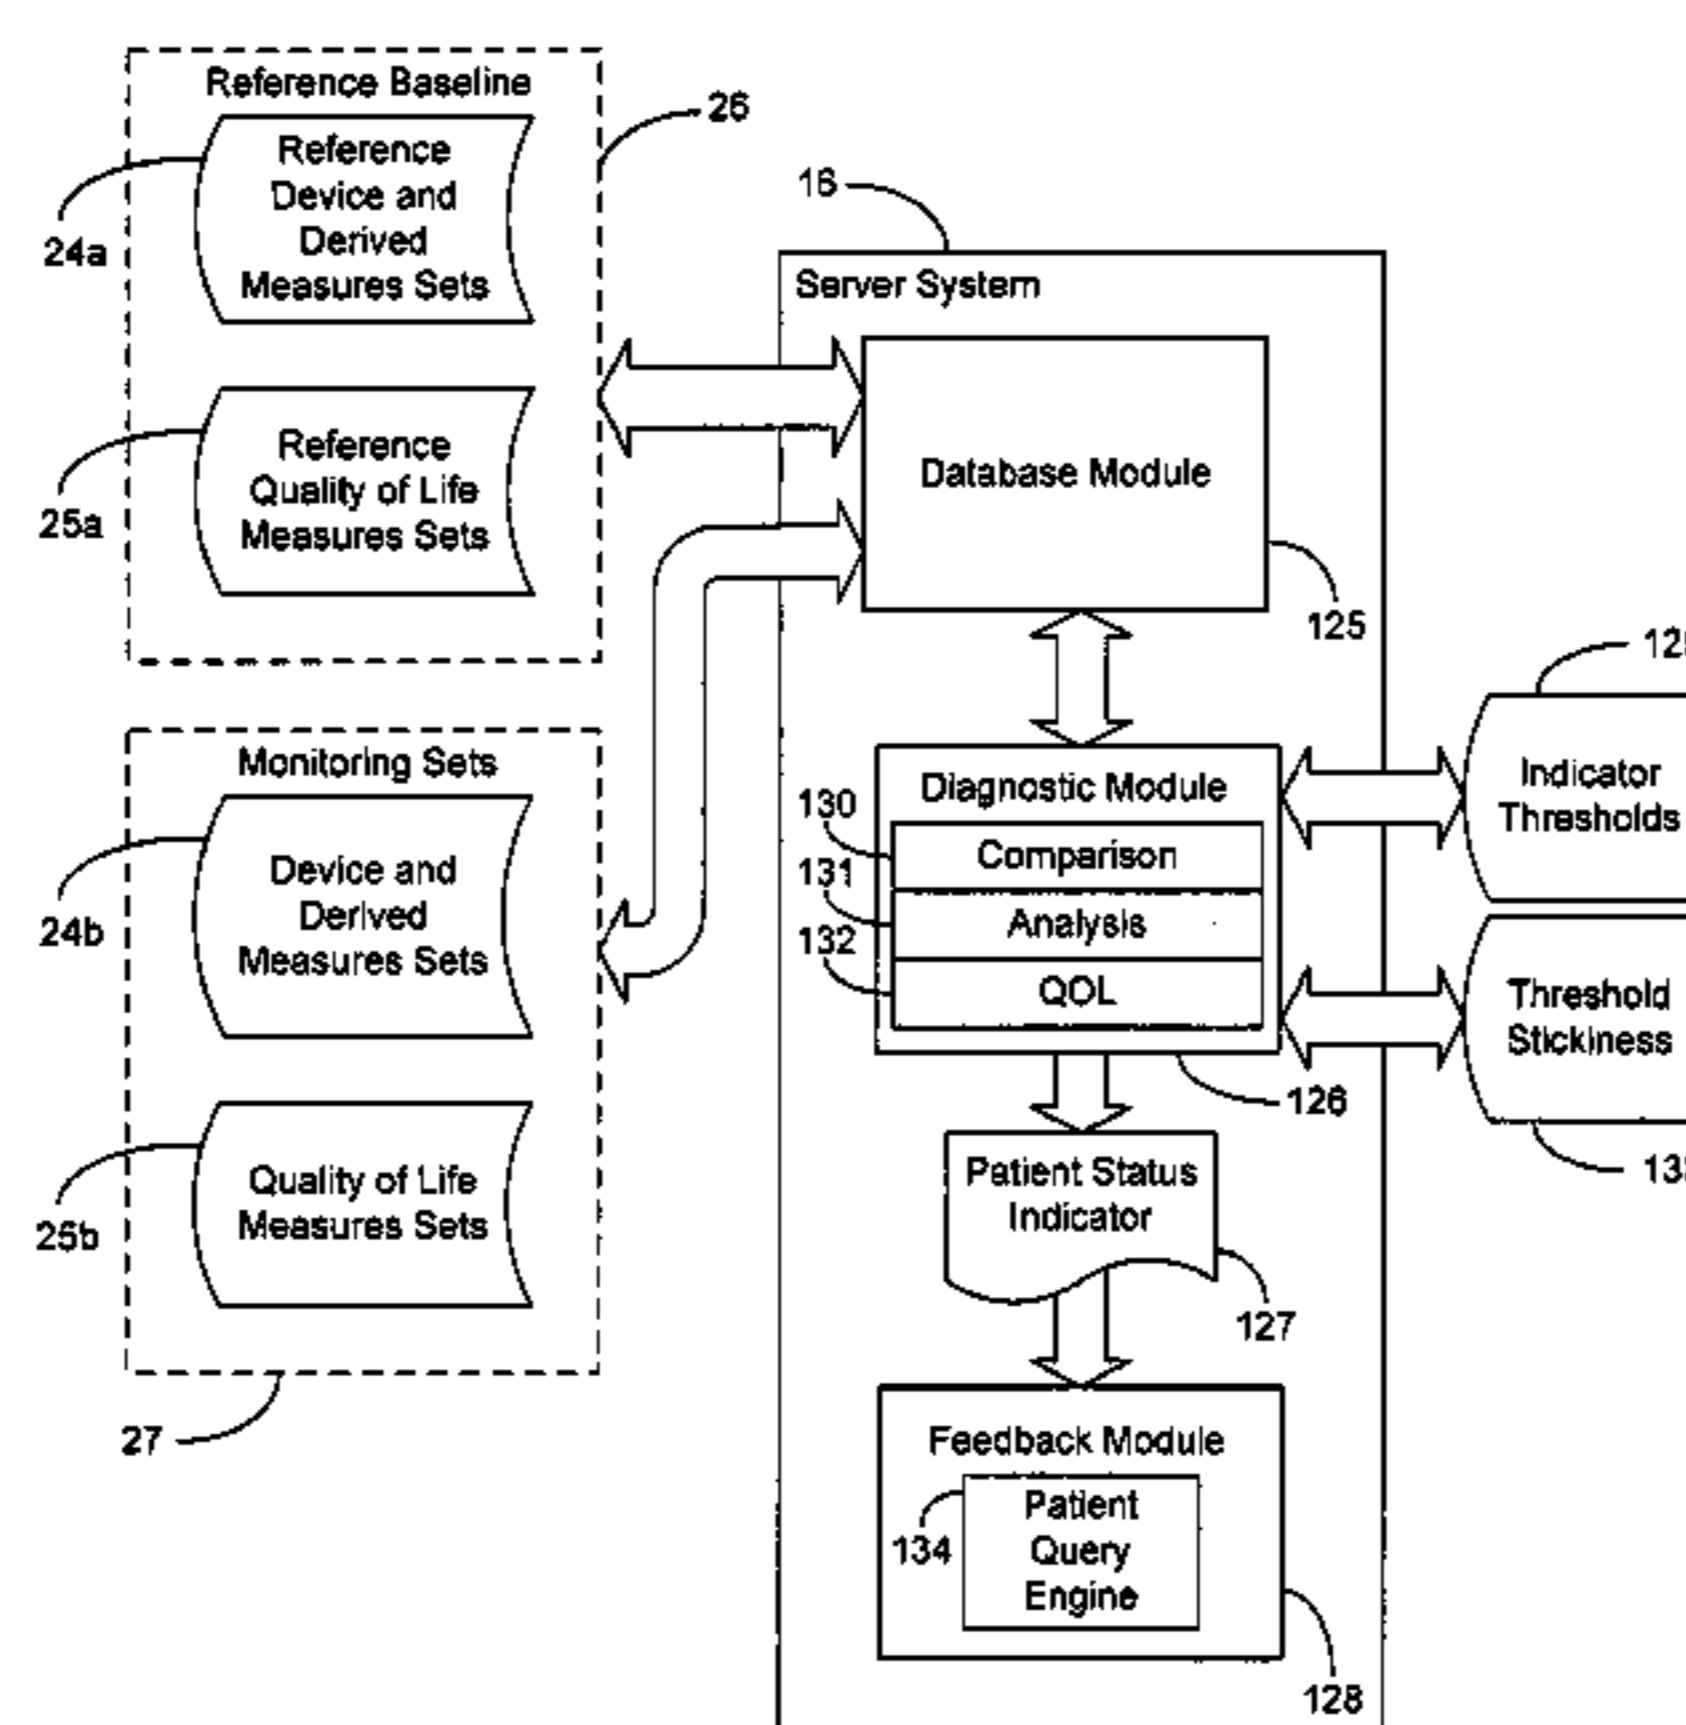 Reference Baseline
26
Reference
Device and
Derived
Measures Sets
24a
Reference
Quality of Life
Measures Sets
25a
16
Server System
Database Module
125
Monitoring Sets
Device and
Derived
Measures Sets
24b
Quality of Life
Measures Sets
25b
27
Diagnostic Module
130
Comparison
131
Analysis
132
QOL
126
Indicator
Thresholds
Threshold
Stickiness
Patient Status
Indicator
127
Feedback Module
134
Patient
Query
Engine
128